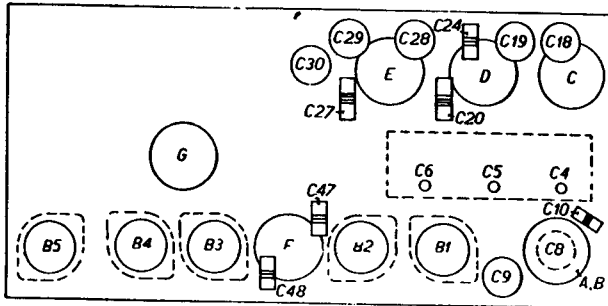 C24
C29 C28 C19 C18
C30 E D C
C27 C20
G
C6 C5 C4
C47 C10
B5 B4 B3 F B2 B1 C8
C48 C9 A,B